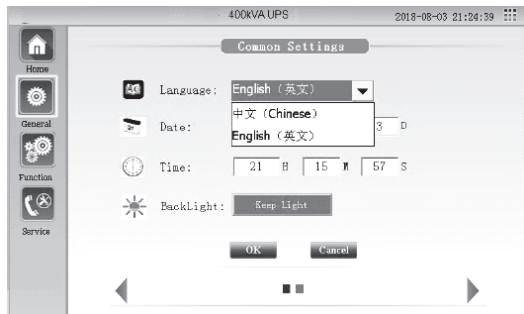 400kVA UPS
2018-08-03 21:24:39
Common Settings
Home
Language: English (英文)
中文 (Chinese)
English (英文)
General
Date: 3 D
Time: 21 H 15 M 57 S
Function
BackLight: Keep Light
Service
OK Cancel